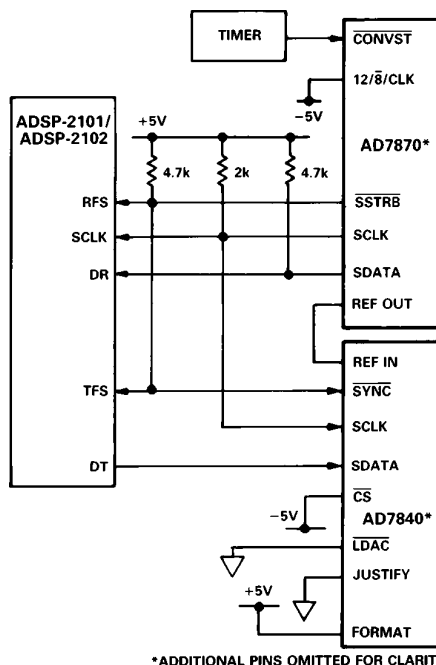 TIMER
CONVST
12/8/CLK
-5V
ADSP-2101/
ADSP-2102
+5V
AD7870*
4.7k
2k
4.7k
RFS
SSTRB
SCLK
SCLK
DR
SDATA
REF OUT
REF IN
TFS
SYNC
SCLK
DT
SDATA
CS
-5V
AD7840*
LDAC
JUSTIFY
+5V
FORMAT
*ADDITIONAL PINS OMITTED FOR CLARIT